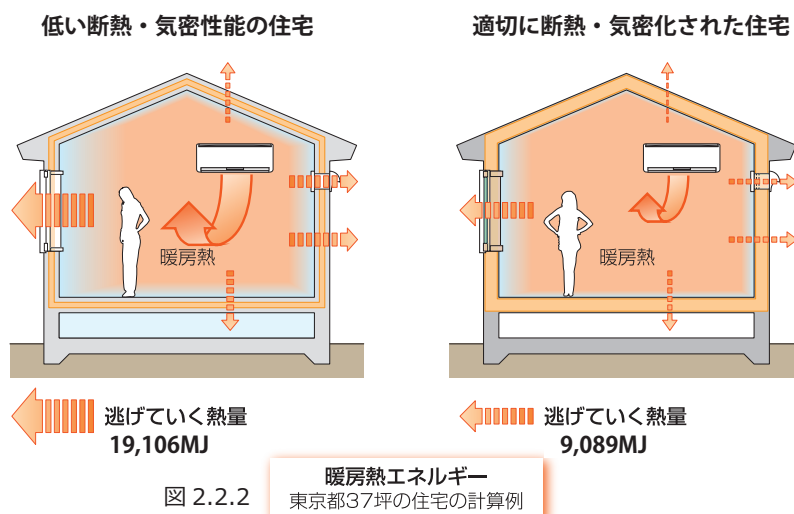 低い断熱・気密性能の住宅
適切に断熱・気密化された住宅
暖房熱
暖房熱
逃げていく熱量
19,106MJ
逃げていく熱量
9,089MJ
図 2.2.2
暖房熱エネルギー
東京都37坪の住宅の計算例